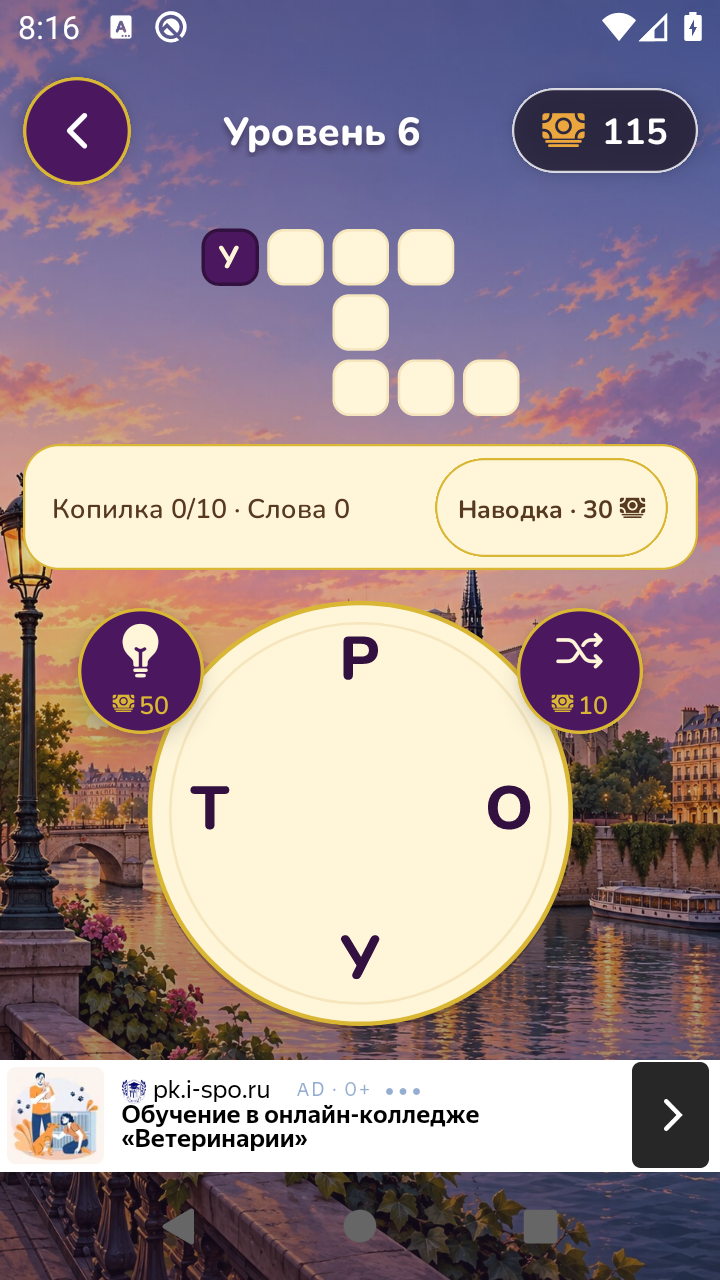 8:16
Уровень 6
115
У
Копилка 0/10 · Слова 0
Наводка · 30
50
10
Р
Т
О
У
pk.i-spo.ru AD · 0+
Обучение в онлайн-колледже
«Ветеринарии»